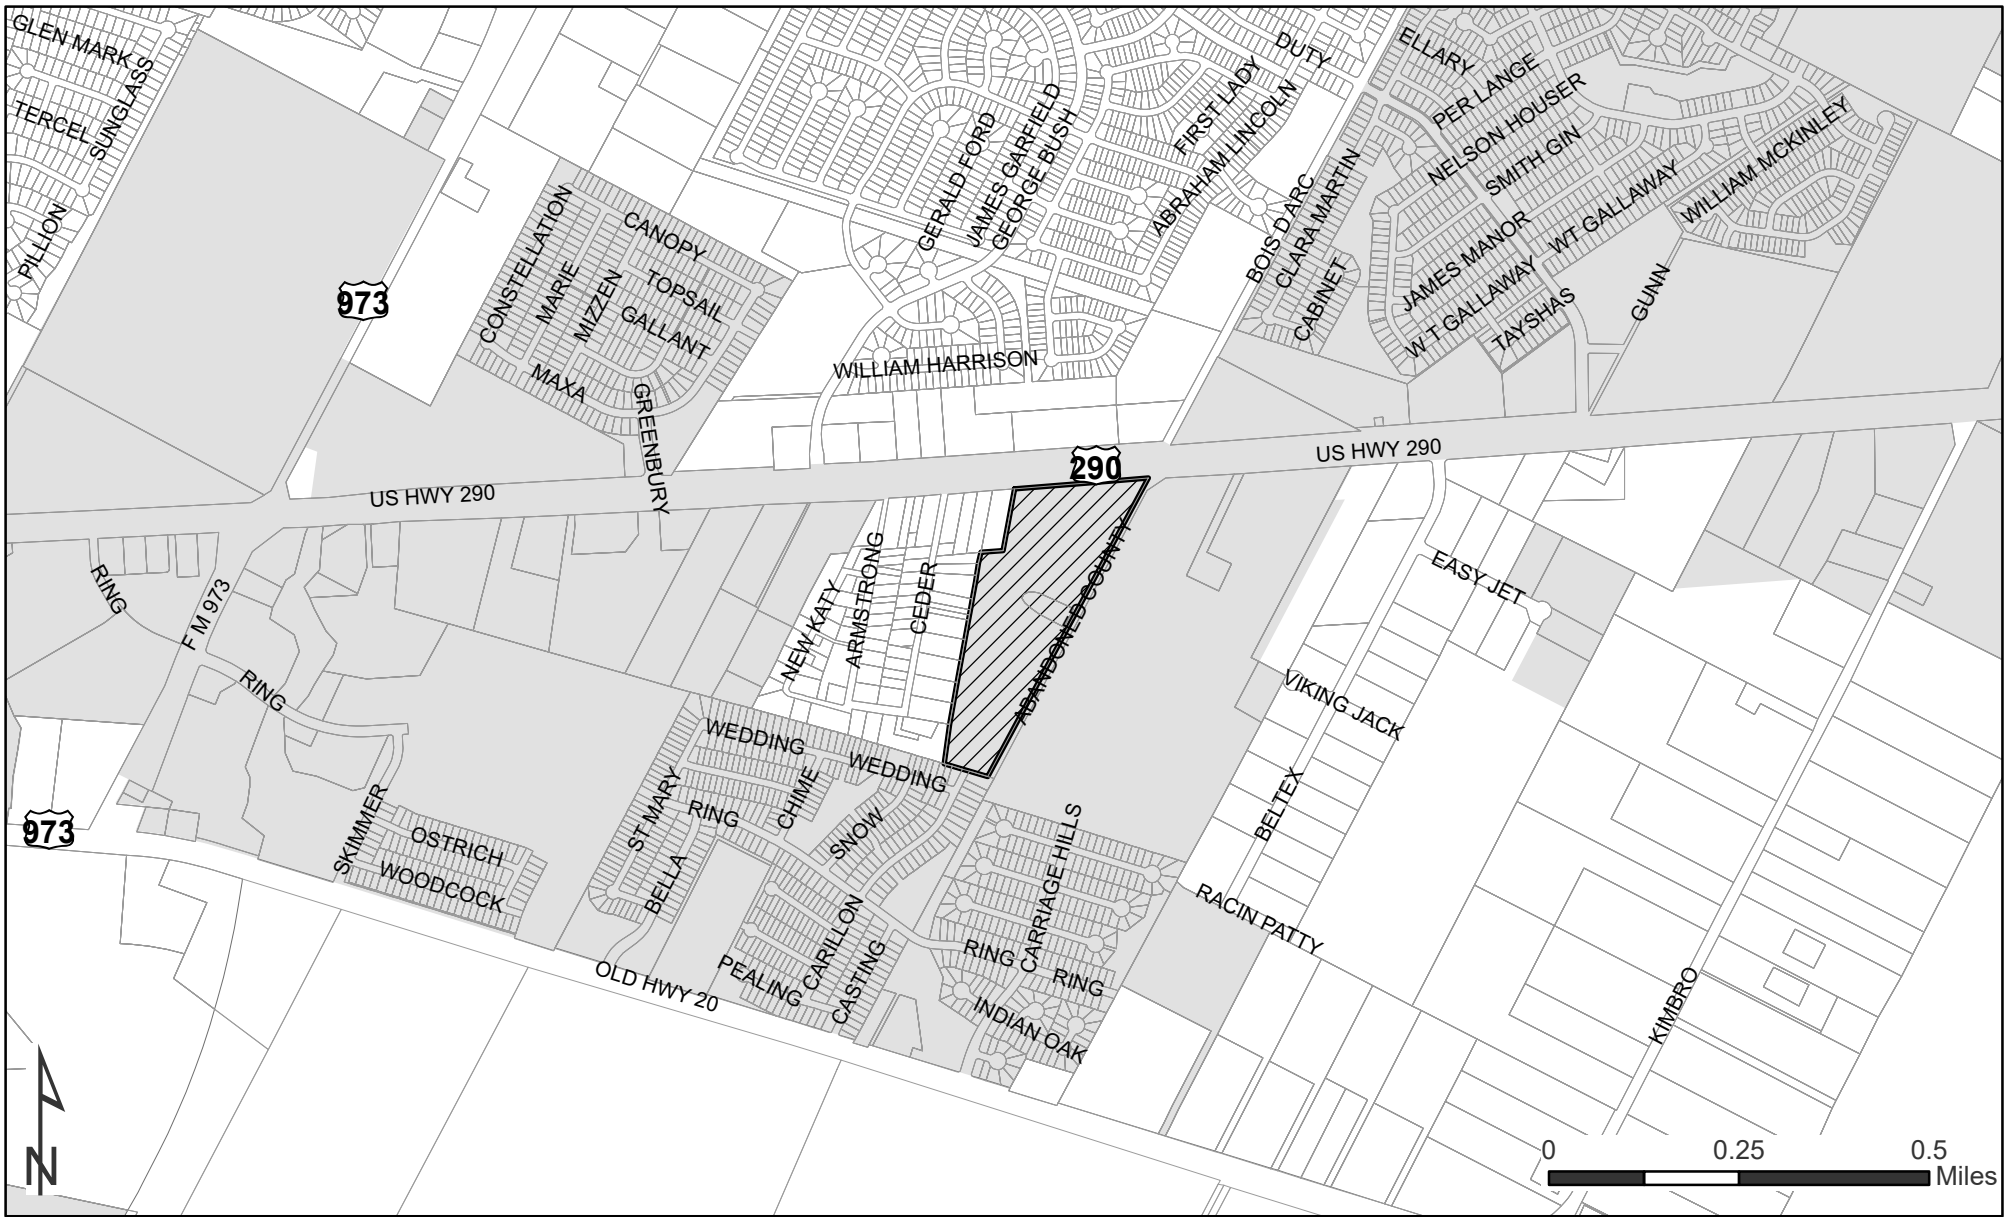 GLEN MARK
SUNGLASS
TERCEL
PILLION
973
CONSTELLATION
CANOPY
MARIE
MIZZEN
TOPSAIL
GALLANT
MAXA
GREENBURY
GERALD FORD
JAMES GARFIELD
GEORGE BUSH
FIRST LADY
ABRAHAM LINCOLN
DUTY
WILLIAM HARRISON
ELLARY
PER LANGE
NELSON HOUSER
SMITH GIN
WILLIAM MCKINLEY
WT GALLAWAY
JAMES MANOR
W T GALLAWAY
TAYSHAS
GUNN
BOIS D ARC
CLARA MARTIN
CABINET
US HWY 290
290
US HWY 290
RING
F M 973
RING
NEW KATY
ARMSTRONG
CEDER
ABANDONED COUNTY
EASY JET
VIKING JACK
BELTEX
RACIN PATTY
KIMBRO
WEDDING
WEDDING
ST MARY
CHIME
RING
SNOW
BELLA
CARILLON
CASTING
PEALING
CARRIAGE HILLS
RING
RING
INDIAN OAK
973
SKIMMER
OSTRICH
WOODCOCK
OLD HWY 20
N
0 0.25 0.5
Miles